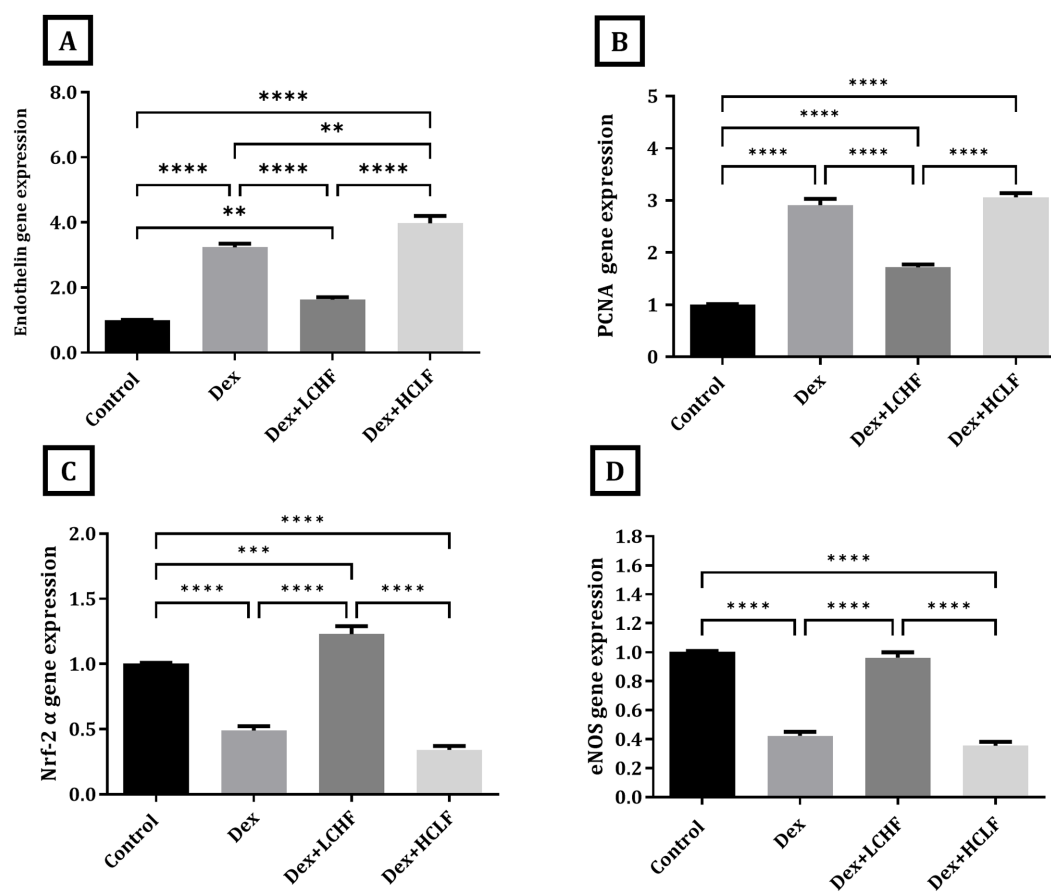 A
Endothelin gene expression
8.0
6.0
4.0
2.0
0.0
****
**
**** **** ****
**
Control
Dex
Dex+LCHF
Dex+HCLF
B
PCNA gene expression
5
4
3
2
1
0
****
****
**** **** ****
Control
Dex
Dex+LCHF
Dex+HCLF
C
Nrf-2 α gene expression
2.0
1.5
1.0
0.5
0.0
****
***
**** **** ****
Control
Dex
Dex+LCHF
Dex+HCLF
D
eNOS gene expression
1.8
1.6
1.4
1.2
1.0
0.8
0.6
0.4
0.2
0.0
****
**** **** ****
Control
Dex
Dex+LCHF
Dex+HCLF